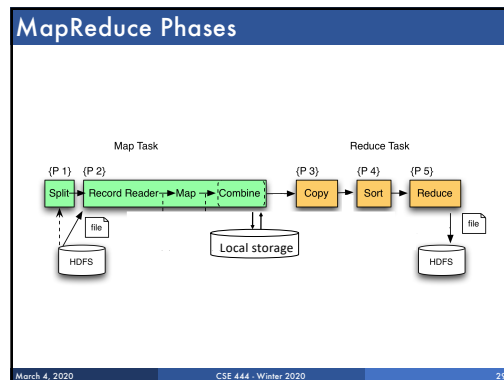 MapReduce Phases
Map Task
Reduce Task
{P 1}
{P 2}
{P 3}
{P 4}
{P 5}
Split
Record Reader
Map
Combine
Copy
Sort
Reduce
file
file
Local storage
HDFS
HDFS
March 4, 2020
CSE 444 - Winter 2020